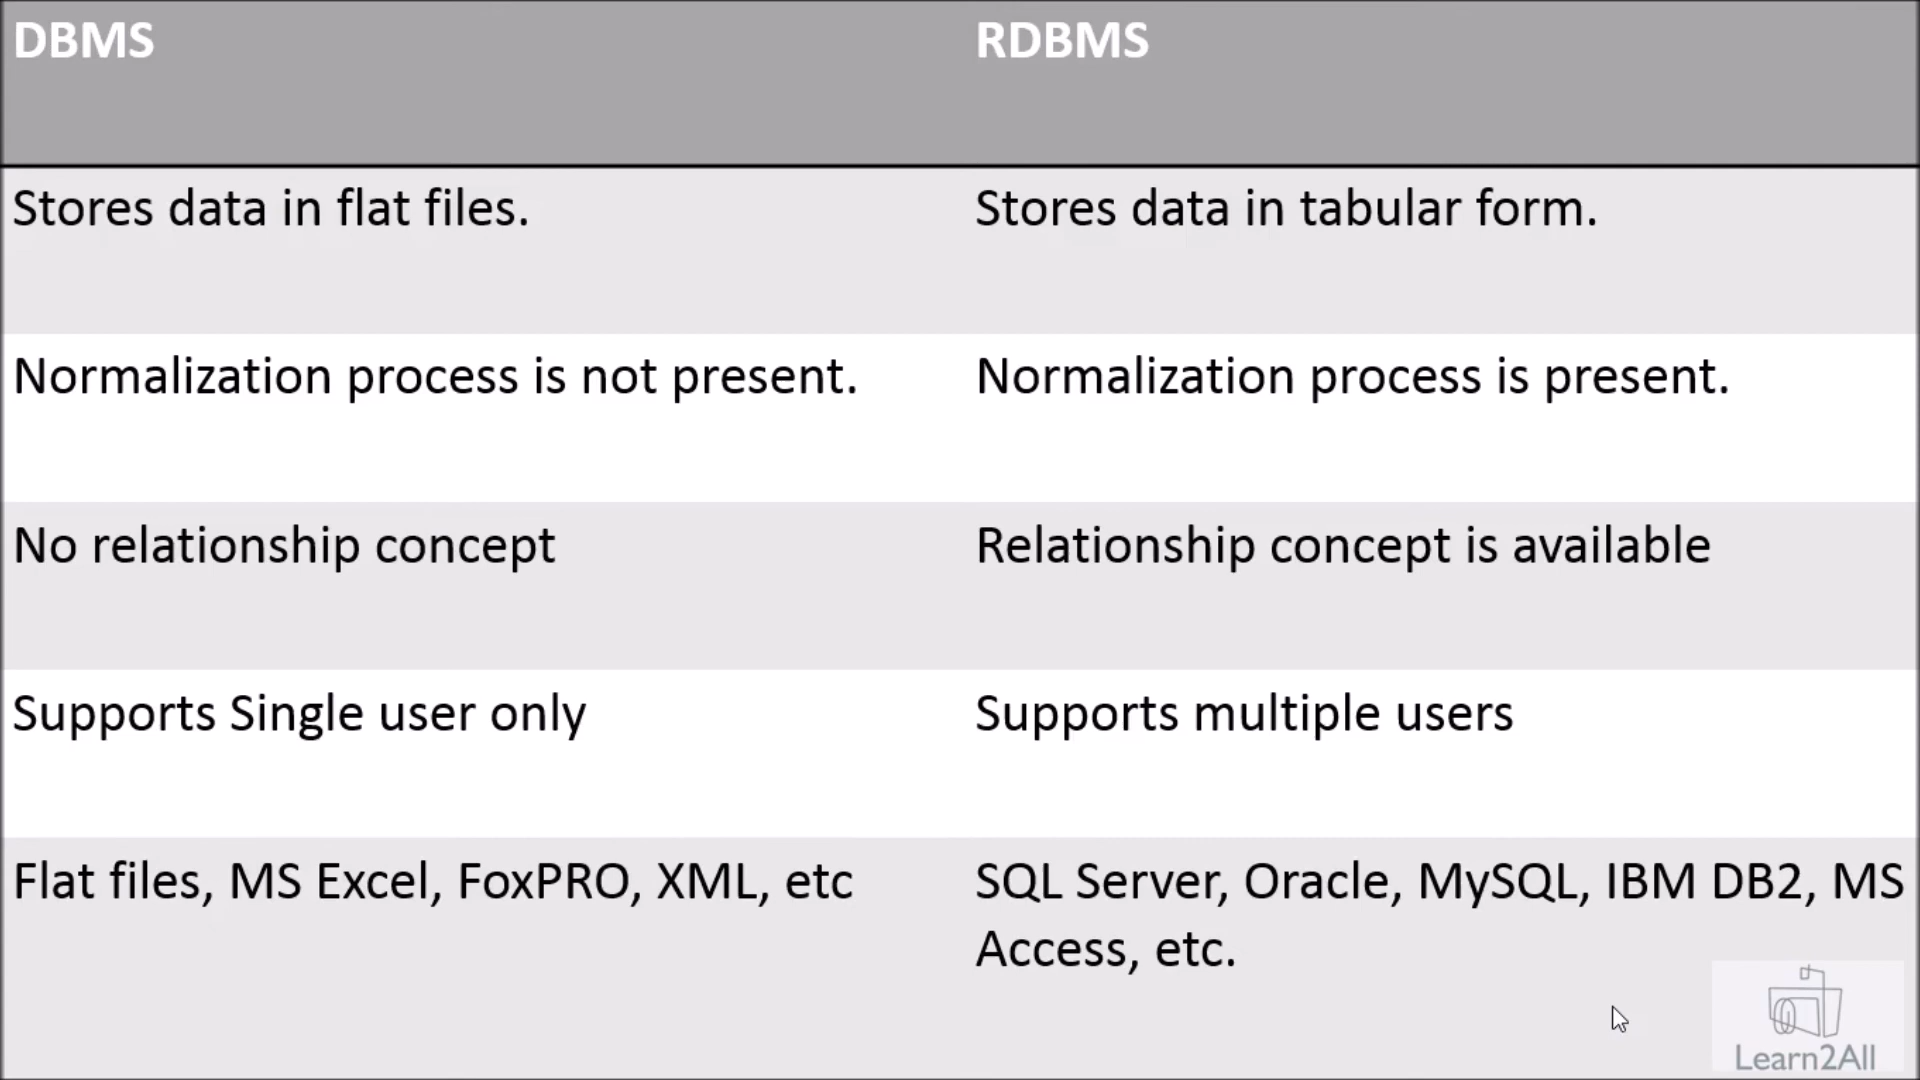 DBMS
RDBMS
Stores data in flat files.
Stores data in tabular form.
Normalization process is not present.
Normalization process is present.
No relationship concept
Relationship concept is available
Supports Single user only
Supports multiple users
Flat files, MS Excel, FoxPRO, XML, etc
SQL Server, Oracle, MySQL, IBM DB2, MS
Access, etc.
Learn2All